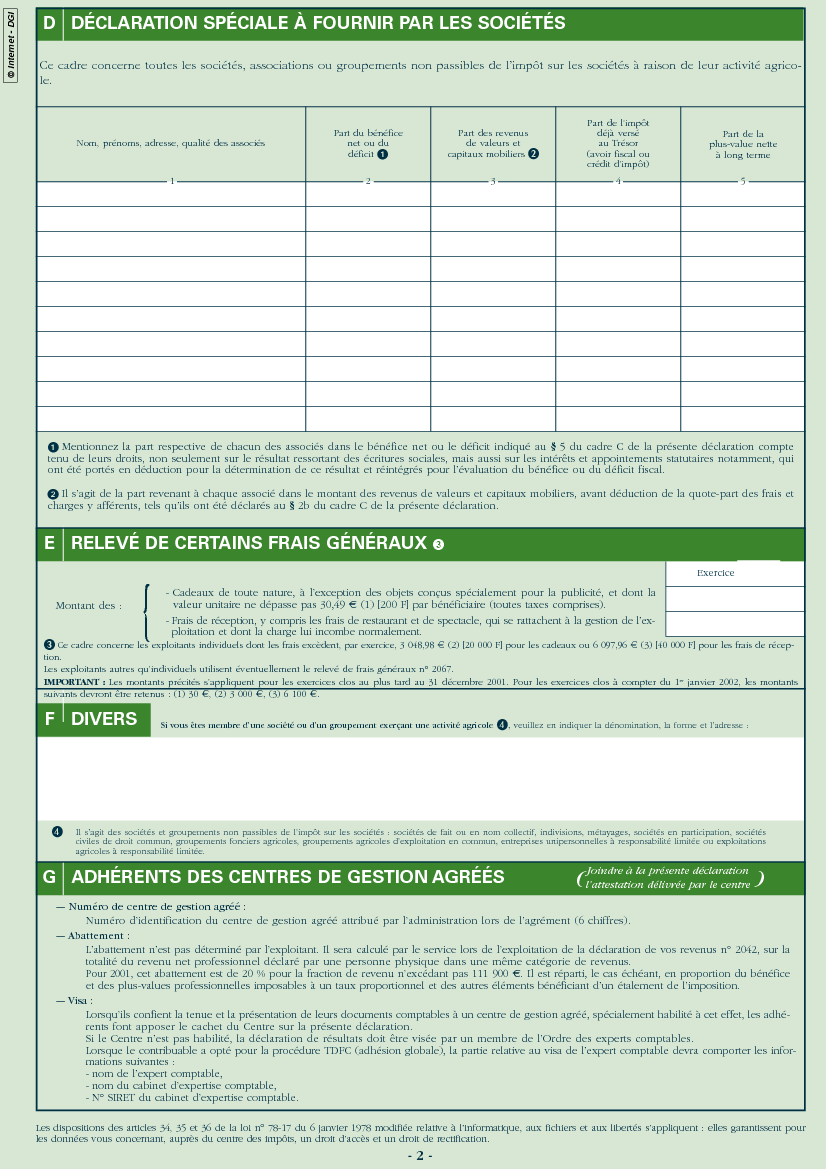 © Internet - DGI
D DÉCLARATION SPÉCIALE À FOURNIR PAR LES SOCIÉTÉS
Ce cadre concerne toutes les sociétés, associations ou groupements non passibles de l'impôt sur les sociétés à raison de leur activité agrico-
le.
Nom, prénoms, adresse, qualité des associés
Part du bénéfice
net ou du
déficit ❶
Part des revenus
de valeurs et
capitaux mobiliers ❷
Part de l'impôt
déjà versé
au Trésor
(avoir fiscal ou
crédit d'impôt)
Part de la
plus-value nette
à long terme
1 2 3 4 5
❶ Mentionnez la part respective de chacun des associés dans le bénéfice net ou le déficit indiqué au § 5 du cadre C de la présente déclaration compte
tenu de leurs droits, non seulement sur le résultat ressortant des écritures sociales, mais aussi sur les intérêts et appointements statutaires notamment, qui
ont été portés en déduction pour la détermination de ce résultat et réintégrés pour l'évaluation du bénéfice ou du déficit fiscal.
❷ Il s'agit de la part revenant à chaque associé dans le montant des revenus de valeurs et capitaux mobiliers, avant déduction de la quote-part des frais et
charges y afférents, tels qu'ils ont été déclarés au § 2b du cadre C de la présente déclaration.
E RELEVÉ DE CERTAINS FRAIS GÉNÉRAUX ❸
Exercice
Montant des :
- Cadeaux de toute nature, à l'exception des objets conçus spécialement pour la publicité, et dont la
valeur unitaire ne dépasse pas 30,49 € (1) [200 F] par bénéficiaire (toutes taxes comprises).
- Frais de réception, y compris les frais de restaurant et de spectacle, qui se rattachent à la gestion de l'ex-
ploitation et dont la charge lui incombe normalement.
❸ Ce cadre concerne les exploitants individuels dont les frais excèdent, par exercice, 3 048,98 € (2) [20 000 F] pour les cadeaux ou 6 097,96 € (3) [40 000 F] pour les frais de récep-
tion.
Les exploitants autres qu'individuels utilisent éventuellement le relevé de frais généraux n° 2067.
IMPORTANT : Les montants précités s'appliquent pour les exercices clos au plus tard au 31 décembre 2001. Pour les exercices clos à compter du 1er janvier 2002, les montants
suivants devront être retenus : (1) 30 €, (2) 3 000 €, (3) 6 100 €.
F DIVERS
Si vous êtes membre d'une société ou d'un groupement exerçant une activité agricole ❹, veuillez en indiquer la dénomination, la forme et l'adresse :
❹ Il s'agit des sociétés et groupements non passibles de l'impôt sur les sociétés : sociétés de fait ou en nom collectif, indivisions, métayages, sociétés en participation, sociétés
civiles de droit commun, groupements fonciers agricoles, groupements agricoles d'exploitation en commun, entreprises unipersonnelles à responsabilité limitée ou exploitations
agricoles à responsabilité limitée.
G ADHÉRENTS DES CENTRES DE GESTION AGRÉÉS
(Joindre à la présente déclaration
l'attestation délivrée par le centre)
— Numéro de centre de gestion agréé :
Numéro d'identification du centre de gestion agréé attribué par l'administration lors de l'agrément (6 chiffres).
— Abattement :
L'abattement n'est pas déterminé par l'exploitant. Il sera calculé par le service lors de l'exploitation de la déclaration de vos revenus n° 2042, sur la
totalité du revenu net professionnel déclaré par une personne physique dans une même catégorie de revenus.
Pour 2001, cet abattement est de 20 % pour la fraction de revenu n'excédant pas 111 900 €. Il est réparti, le cas échéant, en proportion du bénéfice
et des plus-values professionnelles imposables à un taux proportionnel et des autres éléments bénéficiant d'un étalement de l'imposition.
— Visa :
Lorsqu'ils confient la tenue et la présentation de leurs documents comptables à un centre de gestion agréé, spécialement habilité à cet effet, les adhé-
rents font apposer le cachet du Centre sur la présente déclaration.
Si le Centre n'est pas habilité, la déclaration de résultats doit être visée par un membre de l'Ordre des experts comptables.
Lorsque le contribuable a opté pour la procédure TDFC (adhésion globale), la partie relative au visa de l'expert comptable devra comporter les infor-
mations suivantes :
- nom de l'expert comptable,
- nom du cabinet d'expertise comptable,
- N° SIRET du cabinet d'expertise comptable.
Les dispositions des articles 34, 35 et 36 de la loi n° 78-17 du 6 janvier 1978 modifiée relative à l'informatique, aux fichiers et aux libertés s'appliquent : elles garantissent pour
les données vous concernant, auprès du centre des impôts, un droit d'accès et un droit de rectification.
- 2 -